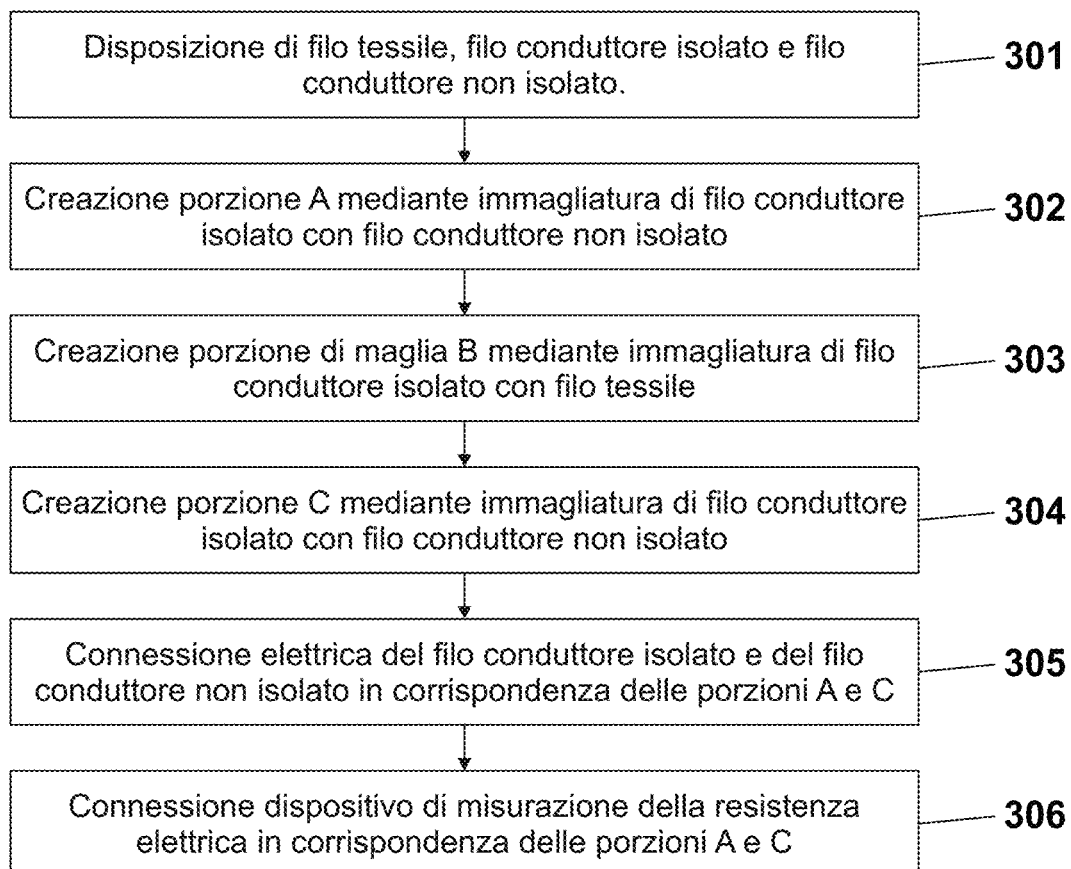 Disposizione di filo tessile, filo conduttore isolato e filo
conduttore non isolato.
301
Creazione porzione A mediante immagliatura di filo conduttore
isolato con filo conduttore non isolato
302
Creazione porzione di maglia B mediante immagliatura di filo
conduttore isolato con filo tessile
303
Creazione porzione C mediante immagliatura di filo conduttore
isolato con filo conduttore non isolato
304
Connessione elettrica del filo conduttore isolato e del filo
conduttore non isolato in corrispondenza delle porzioni A e C
305
Connessione dispositivo di misurazione della resistenza
elettrica in corrispondenza delle porzioni A e C
306